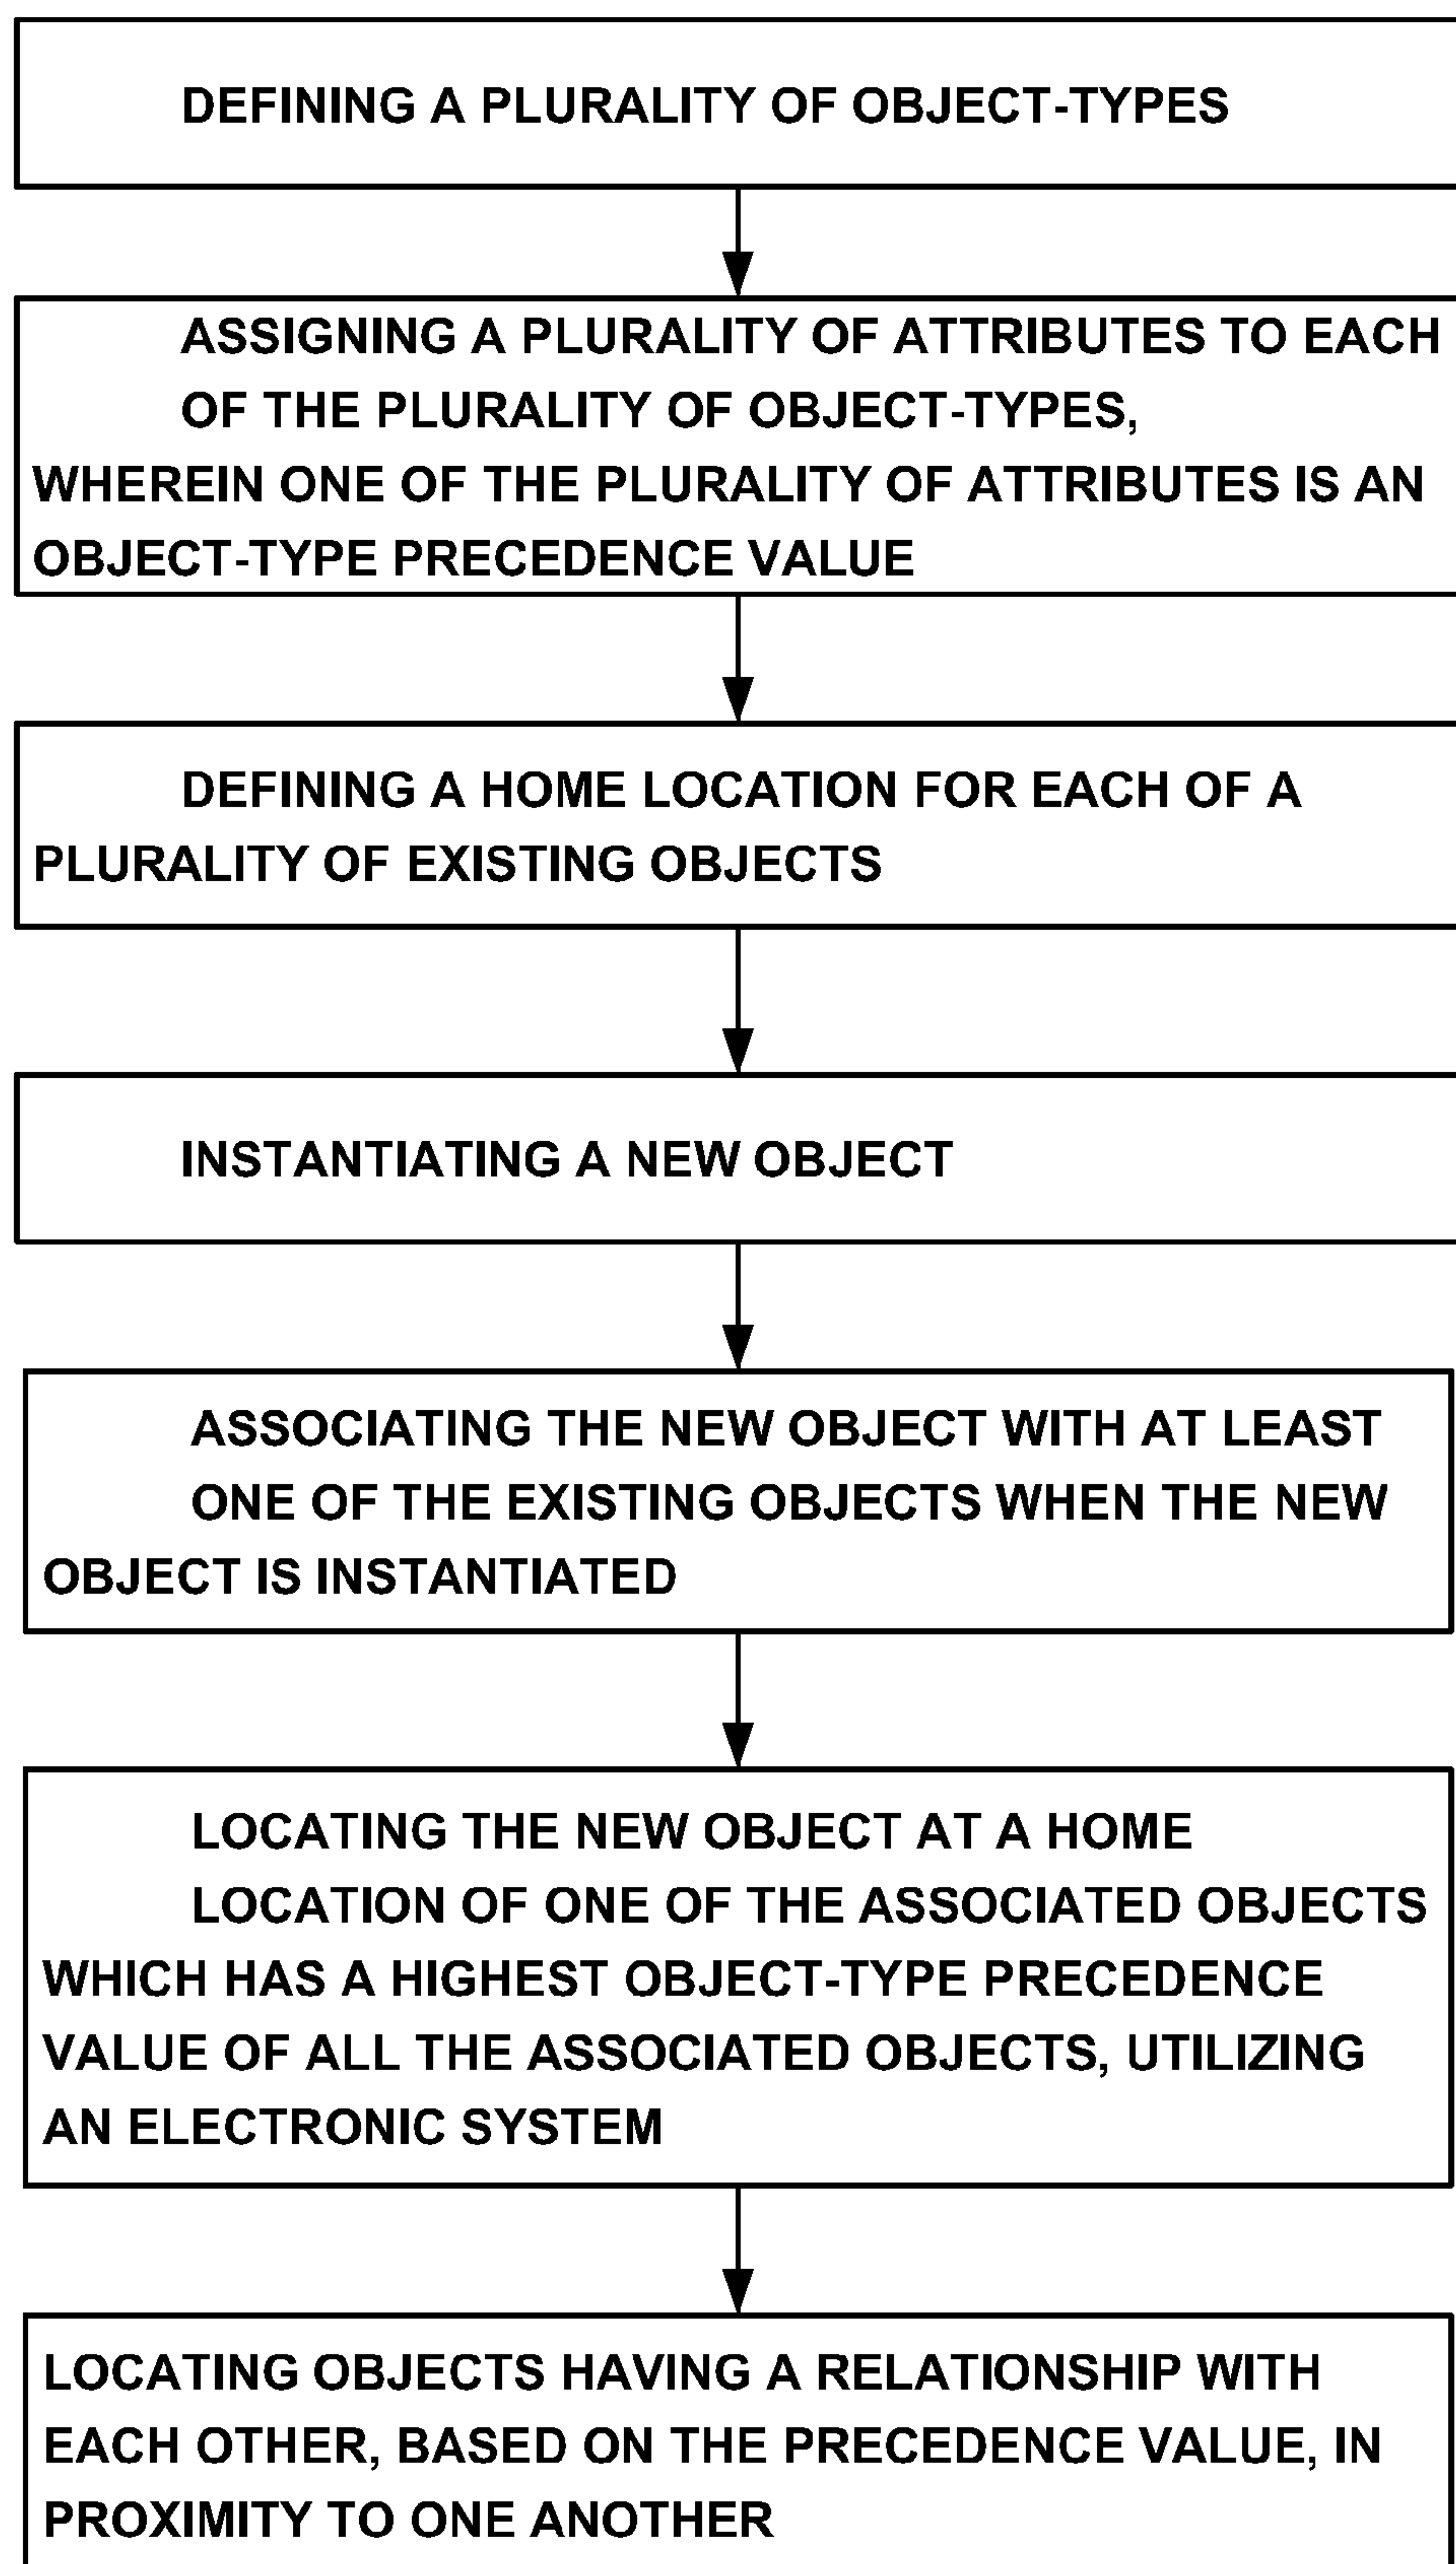 DEFINING A PLURALITY OF OBJECT-TYPES
ASSIGNING A PLURALITY OF ATTRIBUTES TO EACH
OF THE PLURALITY OF OBJECT-TYPES,
WHEREIN ONE OF THE PLURALITY OF ATTRIBUTES IS AN
OBJECT-TYPE PRECEDENCE VALUE
DEFINING A HOME LOCATION FOR EACH OF A
PLURALITY OF EXISTING OBJECTS
INSTANTIATING A NEW OBJECT
ASSOCIATING THE NEW OBJECT WITH AT LEAST
ONE OF THE EXISTING OBJECTS WHEN THE NEW
OBJECT IS INSTANTIATED
LOCATING THE NEW OBJECT AT A HOME
LOCATION OF ONE OF THE ASSOCIATED OBJECTS
WHICH HAS A HIGHEST OBJECT-TYPE PRECEDENCE
VALUE OF ALL THE ASSOCIATED OBJECTS, UTILIZING
AN ELECTRONIC SYSTEM
LOCATING OBJECTS HAVING A RELATIONSHIP WITH
EACH OTHER, BASED ON THE PRECEDENCE VALUE, IN
PROXIMITY TO ONE ANOTHER